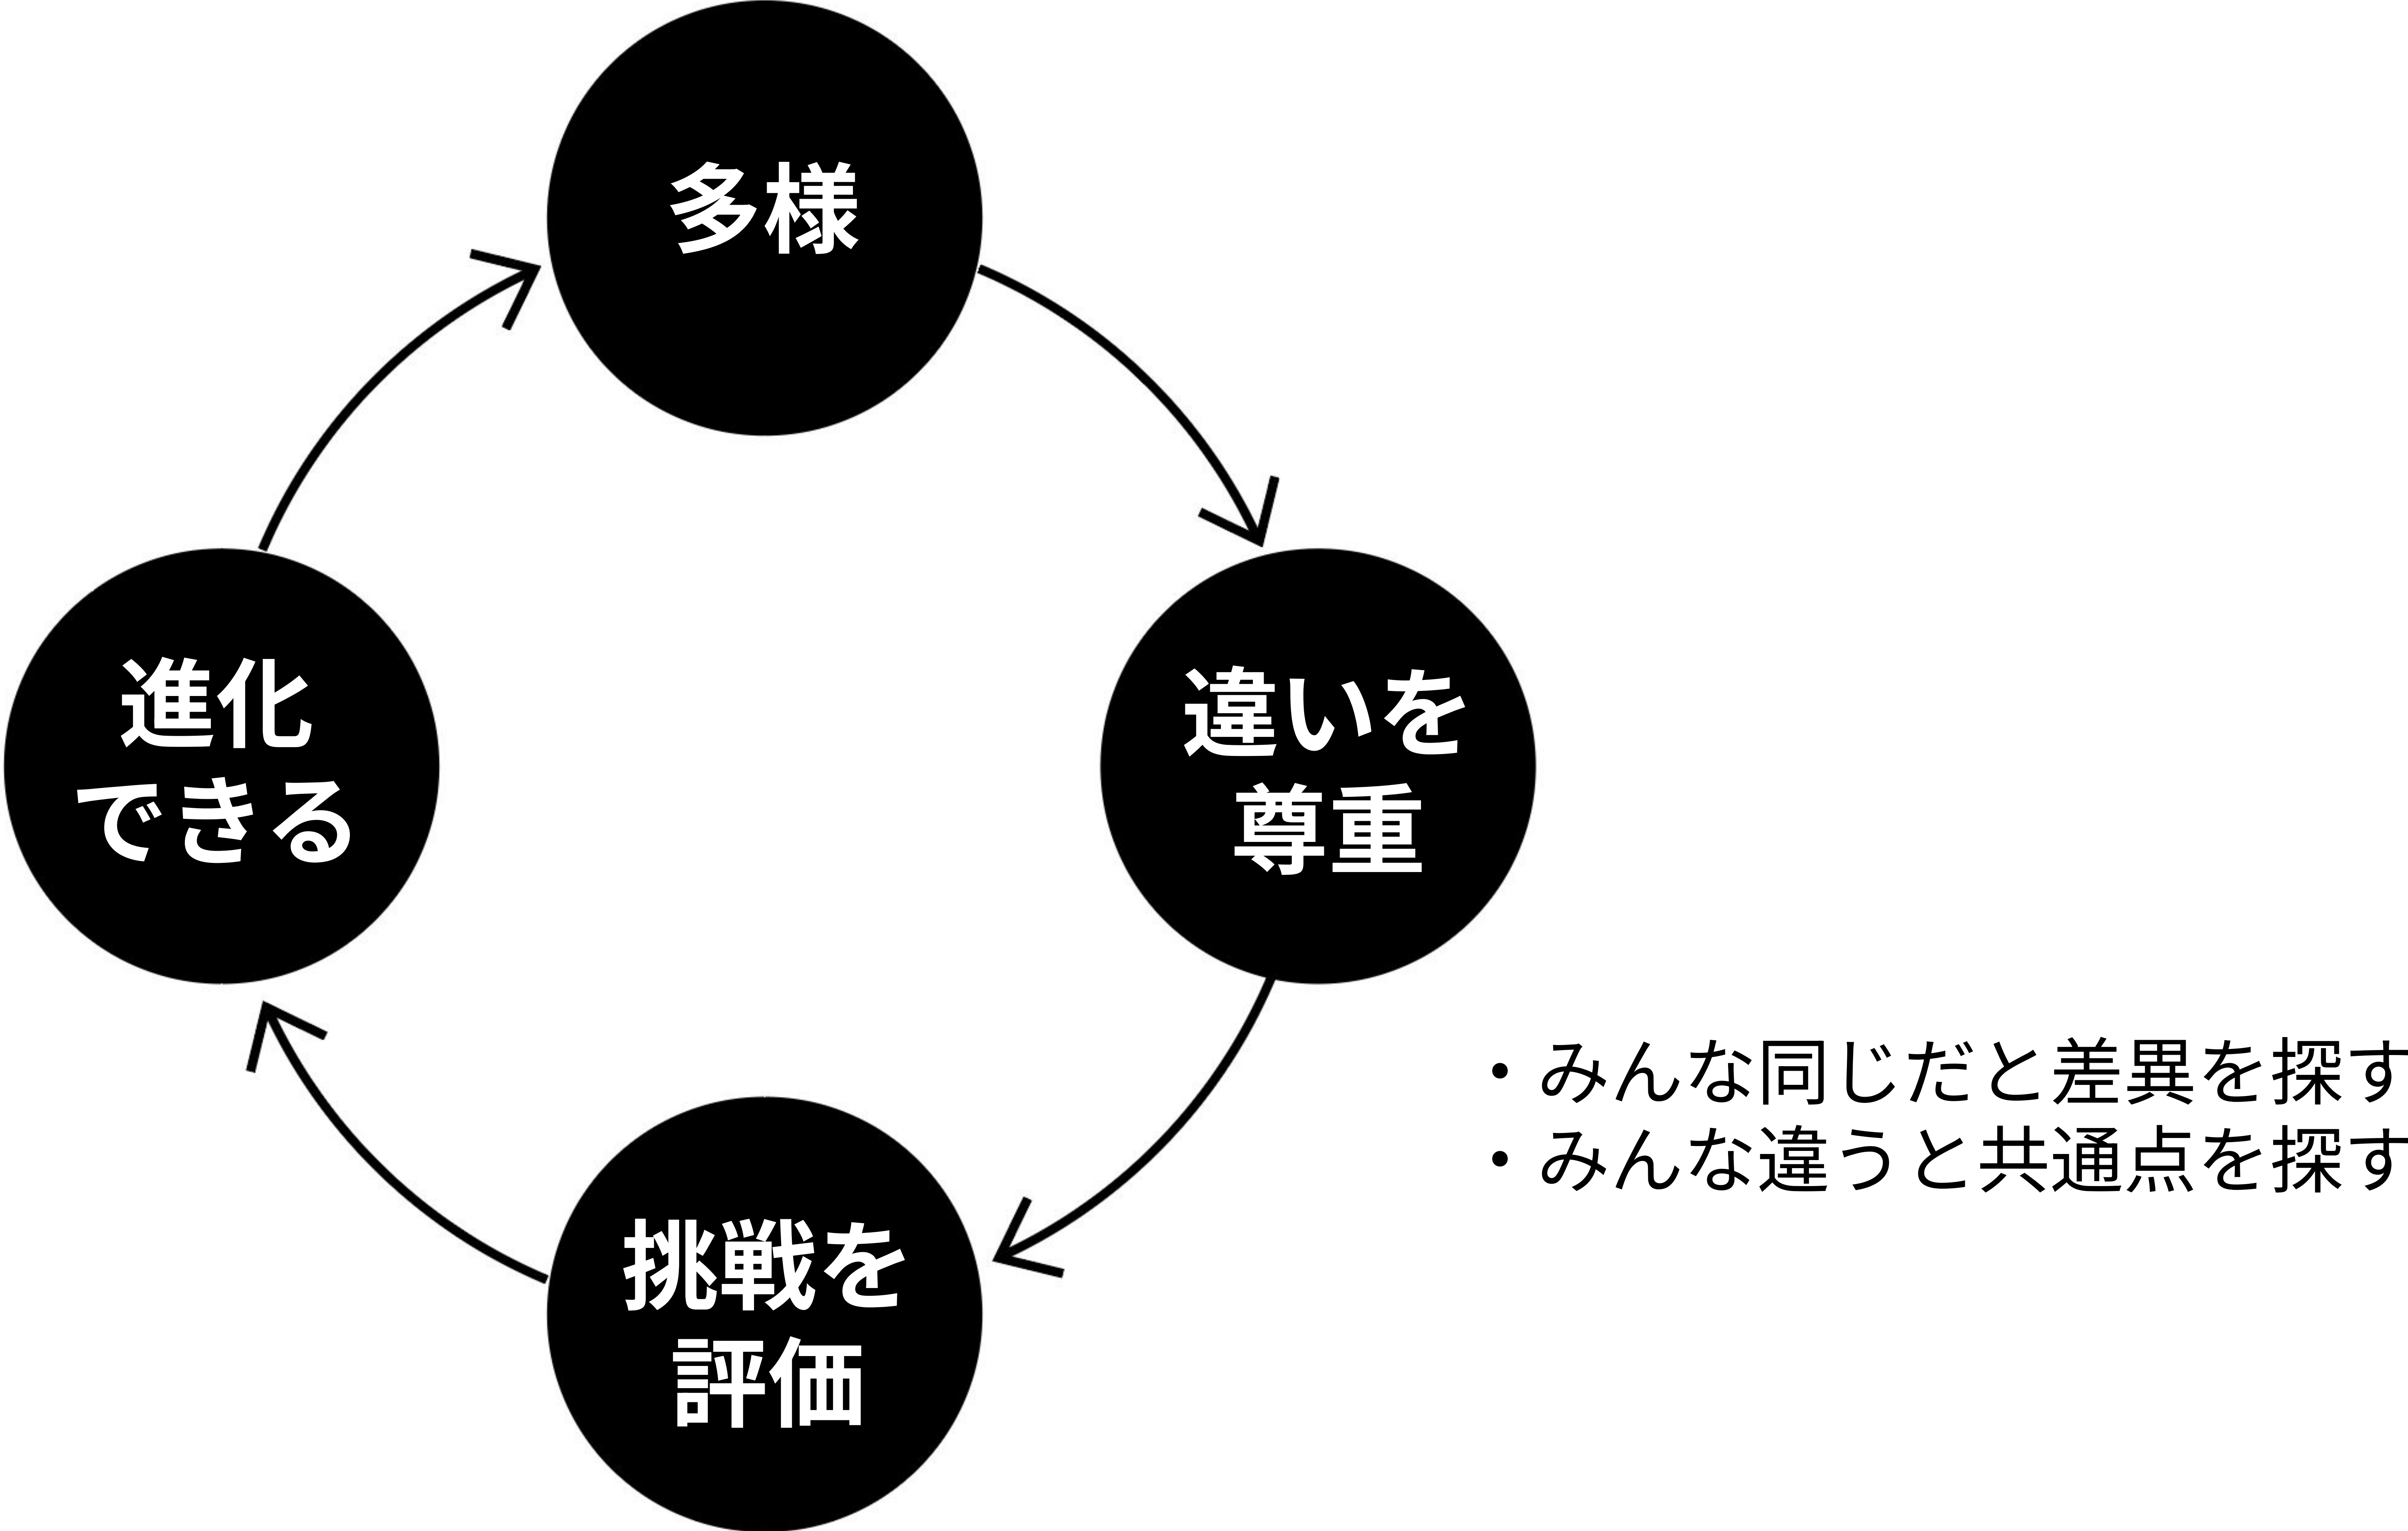 多様
進化
できる
違いを
尊重
・みんな同じだと差異を探す
・みんな違うと共通点を探す
挑戦を
評価